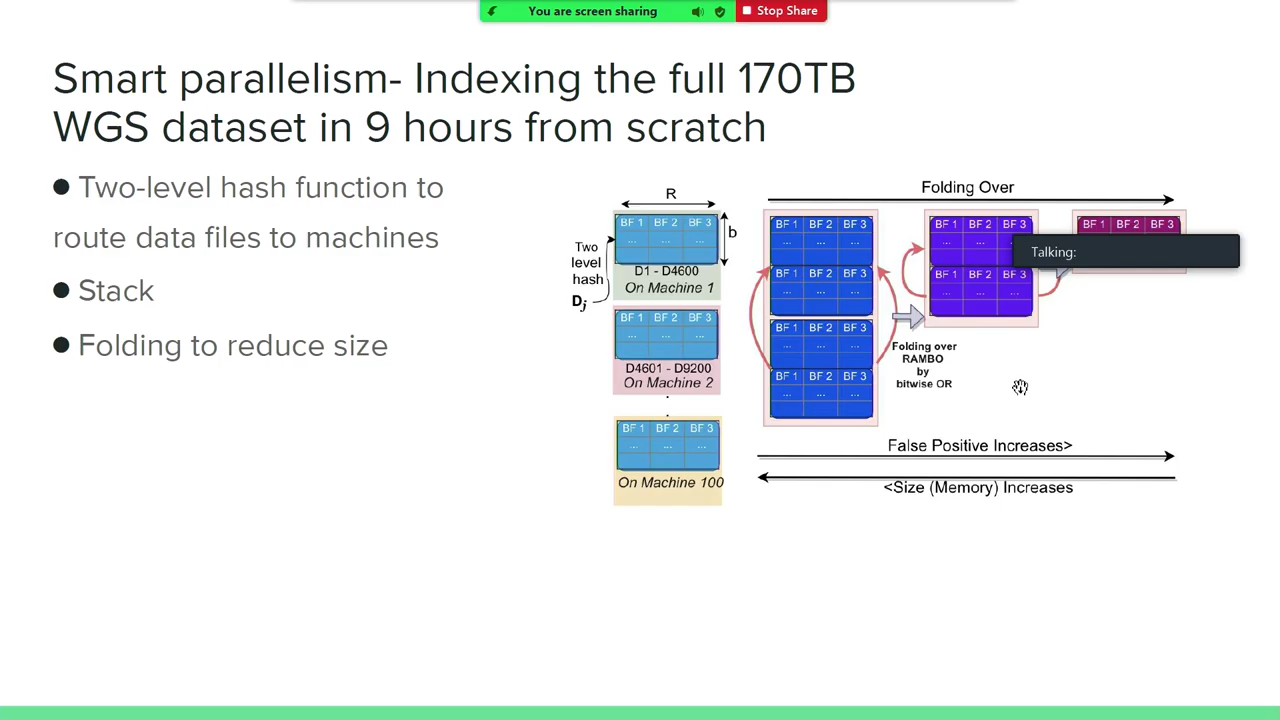 You are screen sharing
Stop Share
Smart parallelism- Indexing the full 170TB
WGS dataset in 9 hours from scratch
● Two-level hash function to
route data files to machines
● Stack
● Folding to reduce size
R
BF 1 BF 2 BF 3
... ... ...
b
Two
level
hash
Dj
D1 - D4600
On Machine 1
BF 1 BF 2 BF 3
... ... ...
D4601 - D9200
On Machine 2
.
.
BF 1 BF 2 BF 3
... ... ...
On Machine 100
Folding Over
BF 1 BF 2 BF 3
... ... ...
BF 1 BF 2 BF 3
... ... ...
BF 1 BF 2 BF 3
... ... ...
BF 1 BF 2 BF 3
... ... ...
Folding over
RAMBO
by
bitwise OR
BF 1 BF 2 BF 3
... ...
BF 1 BF 2 BF 3
... ... ...
BF 1 BF 2 BF 3
Talking:
False Positive Increases>
<Size (Memory) Increases